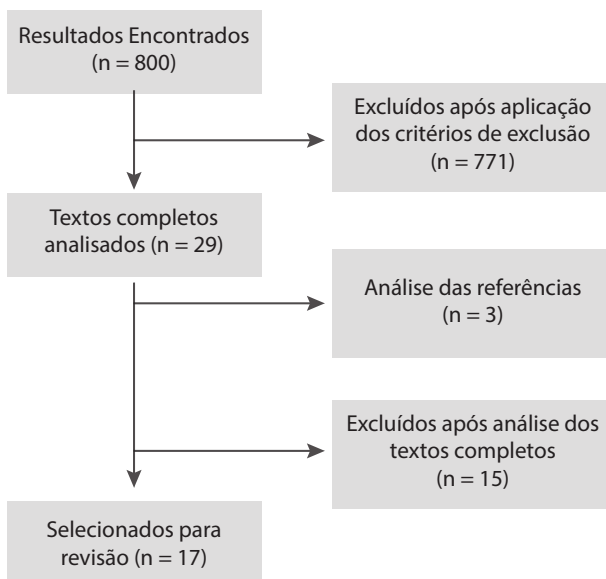 Resultados Encontrados
(n = 800)
Excluídos após aplicação
dos critérios de exclusão
(n = 771)
Textos completos
analisados (n = 29)
Análise das referências
(n = 3)
Excluídos após análise dos
textos completos
(n = 15)
Selecionados para
revisão (n = 17)